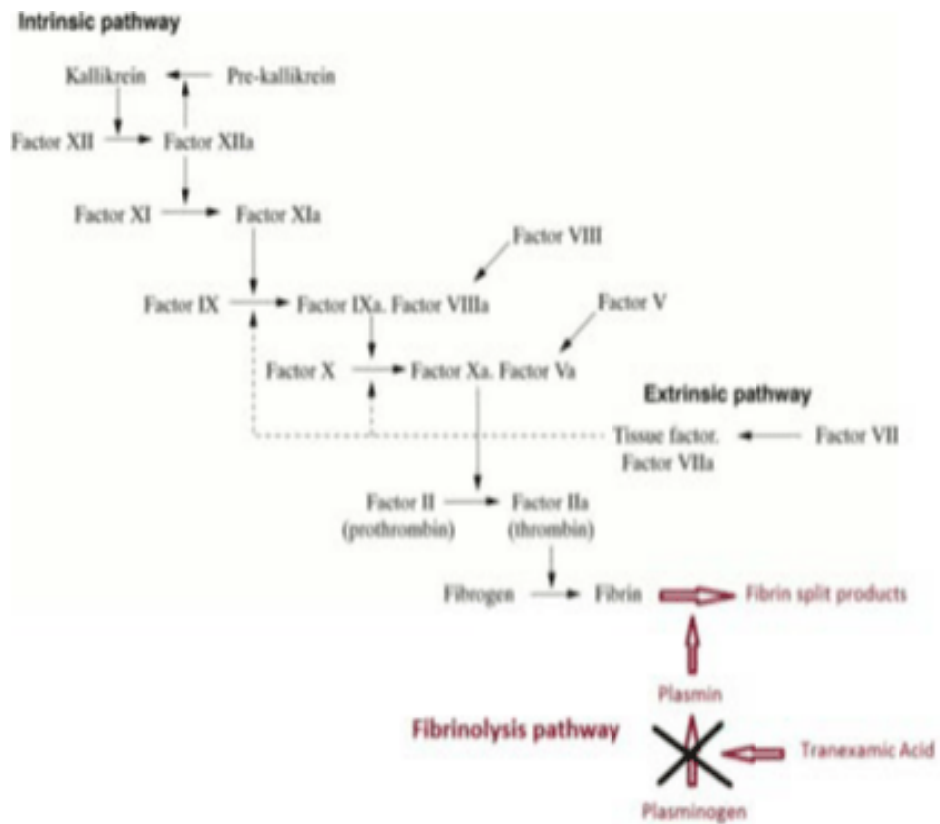 Intrinsic pathway
Kallikrein Pre-kallikrein
Factor XII Factor XIIa
Factor XI Factor XIa
Factor VIII
Factor IX Factor IXa. Factor VIIIa
Factor V
Factor X Factor Xa. Factor Va
Extrinsic pathway
Tissue factor. Factor VII
Factor VIIa
Factor II Factor IIa
(prothrombin) (thrombin)
Fibrogen Fibrin Fibrin split products
Plasmin
Fibrinolysis pathway
Tranexamic Acid
Plasminogen